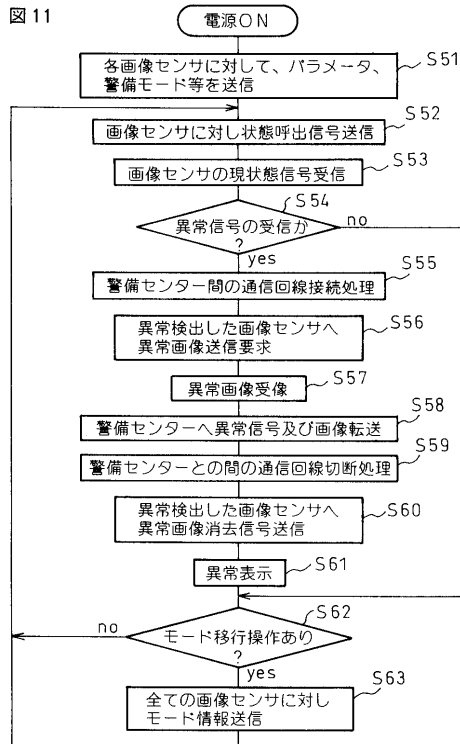 図11
電源ON
各画像センサに対して、パラメータ、
警備モード等を送信
S51
画像センサに対し状態呼出信号送信
S52
画像センサの現状態信号受信
S53
異常信号の受信か
?
S54
no
yes
警備センター間の通信回線接続処理
S55
異常検出した画像センサへ
異常画像送信要求
S56
異常画像受像
S57
警備センターへ異常信号及び画像転送
S58
警備センターとの間の通信回線切断処理
S59
異常検出した画像センサへ
異常画像消去信号送信
S60
異常表示
S61
モード移行操作あり
?
S62
no
yes
全ての画像センサに対し
モード情報送信
S63